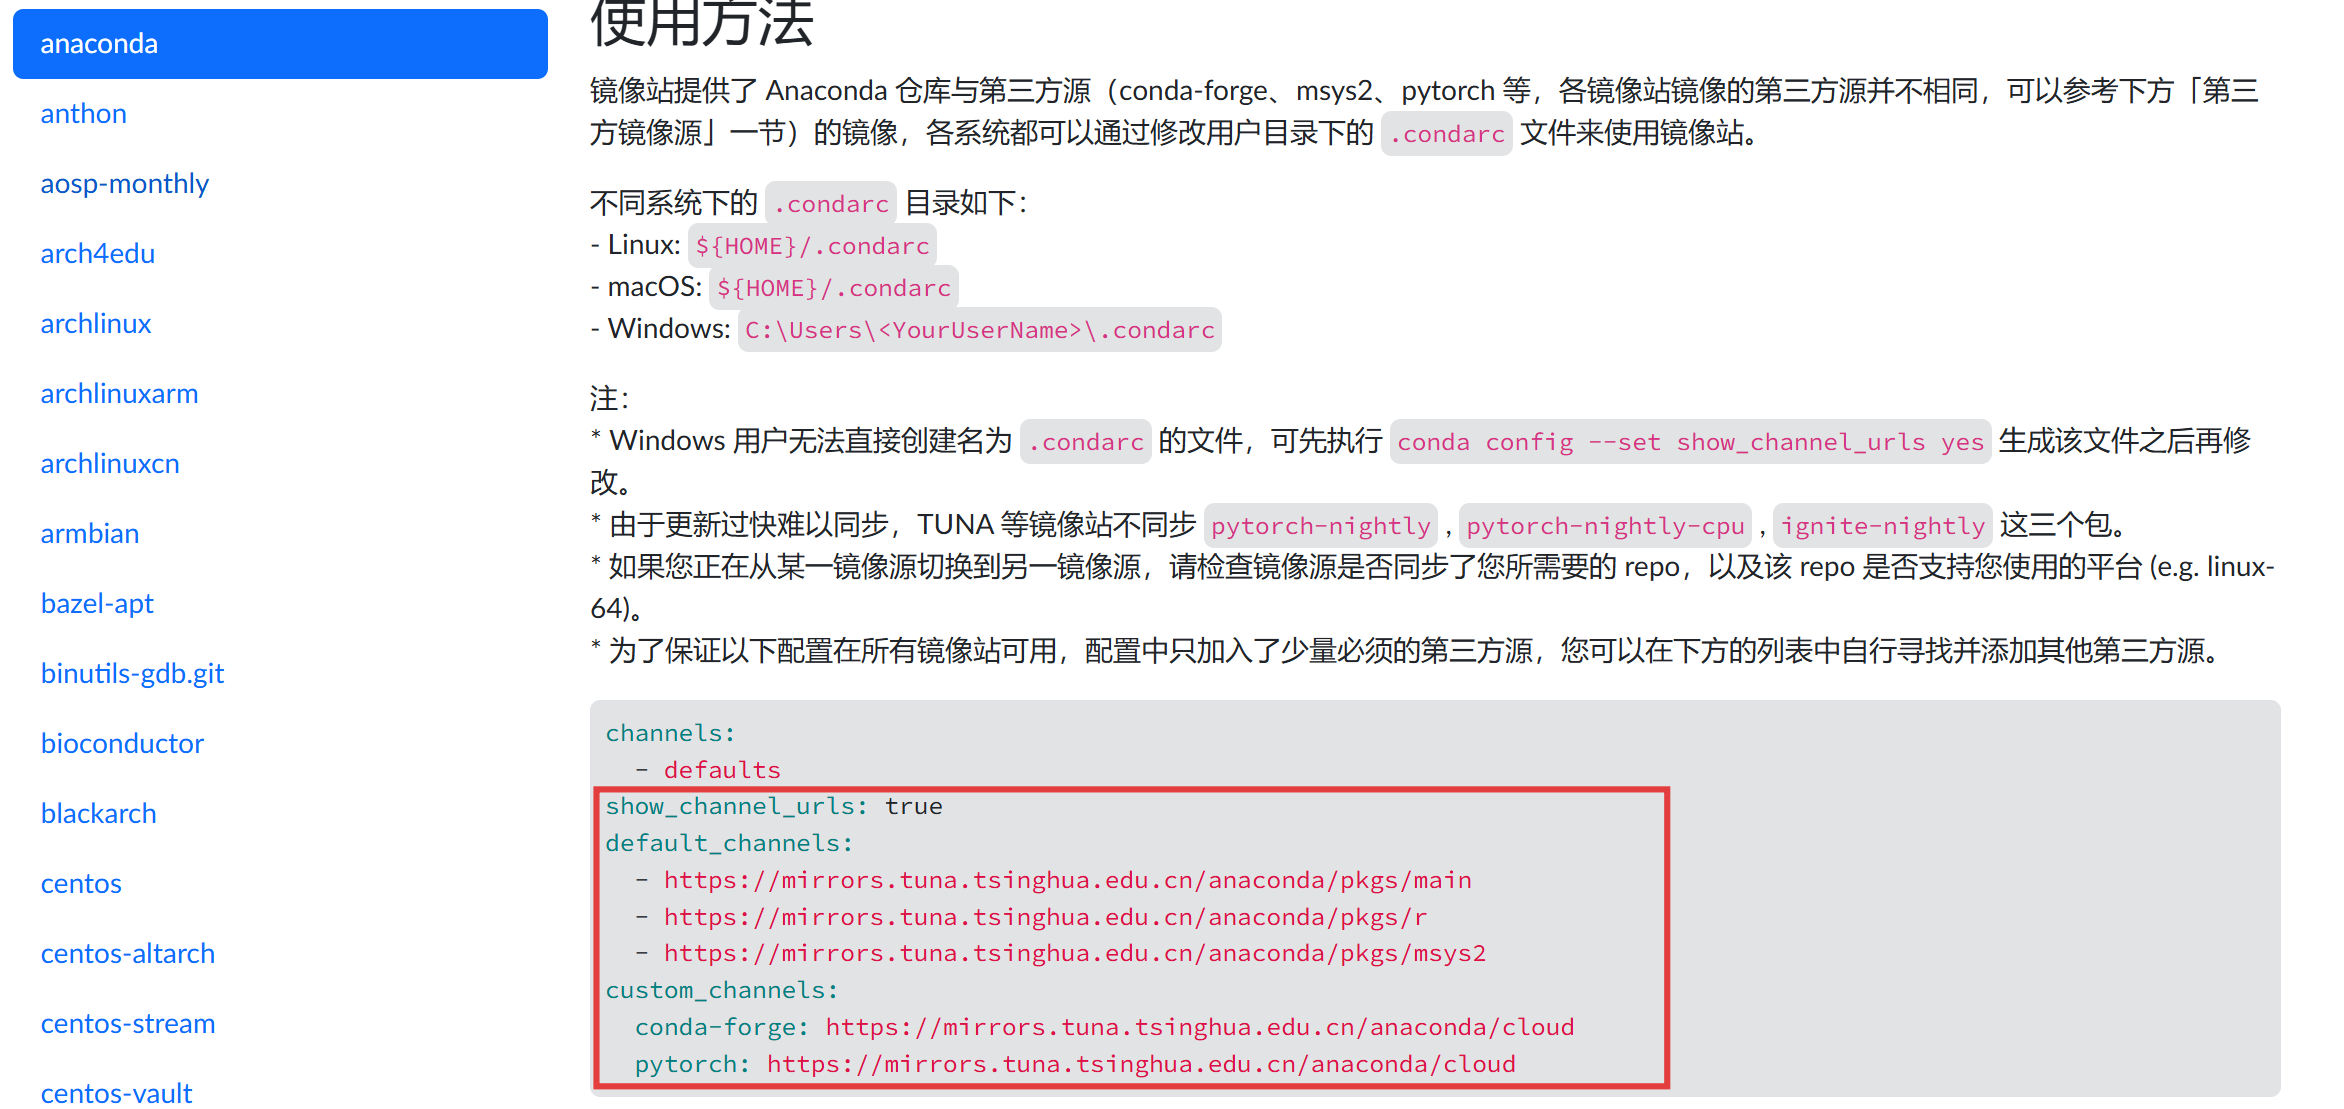 anaconda
anthon
aosp-monthly
arch4edu
archlinux
archlinuxarm
archlinuxcn
armbian
bazel-apt
binutils-gdb.git
bioconductor
blackarch
centos
centos-altarch
centos-stream
centos-vault
使用方法
镜像站提供了 Anaconda 仓库与第三方源（conda-forge、msys2、pytorch 等，各镜像站镜像的第三方源并不相同，可以参考下方「第三
方镜像源」一节）的镜像，各系统都可以通过修改用户目录下的 .condarc 文件来使用镜像站。
不同系统下的 .condarc 目录如下：
- Linux: ${HOME}/.condarc
- macOS: ${HOME}/.condarc
- Windows: C:\Users\<YourUserName>\.condarc
注：
* Windows 用户无法直接创建名为 .condarc 的文件，可先执行 conda config --set show_channel_urls yes 生成该文件之后再修
改。
* 由于更新过快难以同步，TUNA 等镜像站不同步 pytorch-nightly , pytorch-nightly-cpu , ignite-nightly 这三个包。
* 如果您正在从某一镜像源切换到另一镜像源，请检查镜像源是否同步了您所需要的 repo，以及该 repo 是否支持您使用的平台 (e.g. linux-
64)。
* 为了保证以下配置在所有镜像站可用，配置中只加入了少量必须的第三方源，您可以在下方的列表中自行寻找并添加其他第三方源。
channels:
  - defaults
show_channel_urls: true
default_channels:
  - https://mirrors.tuna.tsinghua.edu.cn/anaconda/pkgs/main
  - https://mirrors.tuna.tsinghua.edu.cn/anaconda/pkgs/r
  - https://mirrors.tuna.tsinghua.edu.cn/anaconda/pkgs/msys2
custom_channels:
  conda-forge: https://mirrors.tuna.tsinghua.edu.cn/anaconda/cloud
  pytorch: https://mirrors.tuna.tsinghua.edu.cn/anaconda/cloud